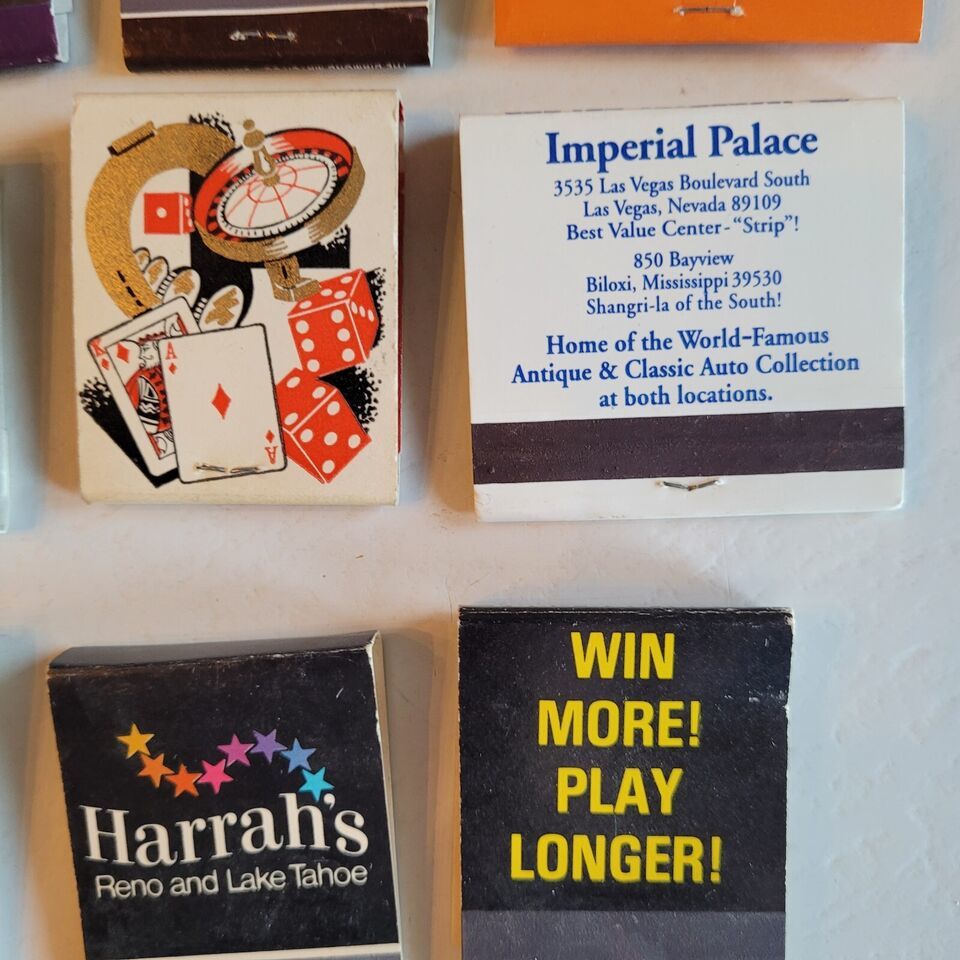 K
A
A
Imperial Palace
3535 Las Vegas Boulevard South
Las Vegas, Nevada 89109
Best Value Center - "Strip"!
850 Bayview
Biloxi, Mississippi 39530
Shangri-la of the South!
Home of the World-Famous
Antique & Classic Auto Collection
at both locations.
Harrah's
Reno and Lake Tahoe
WIN
MORE!
PLAY
LONGER!